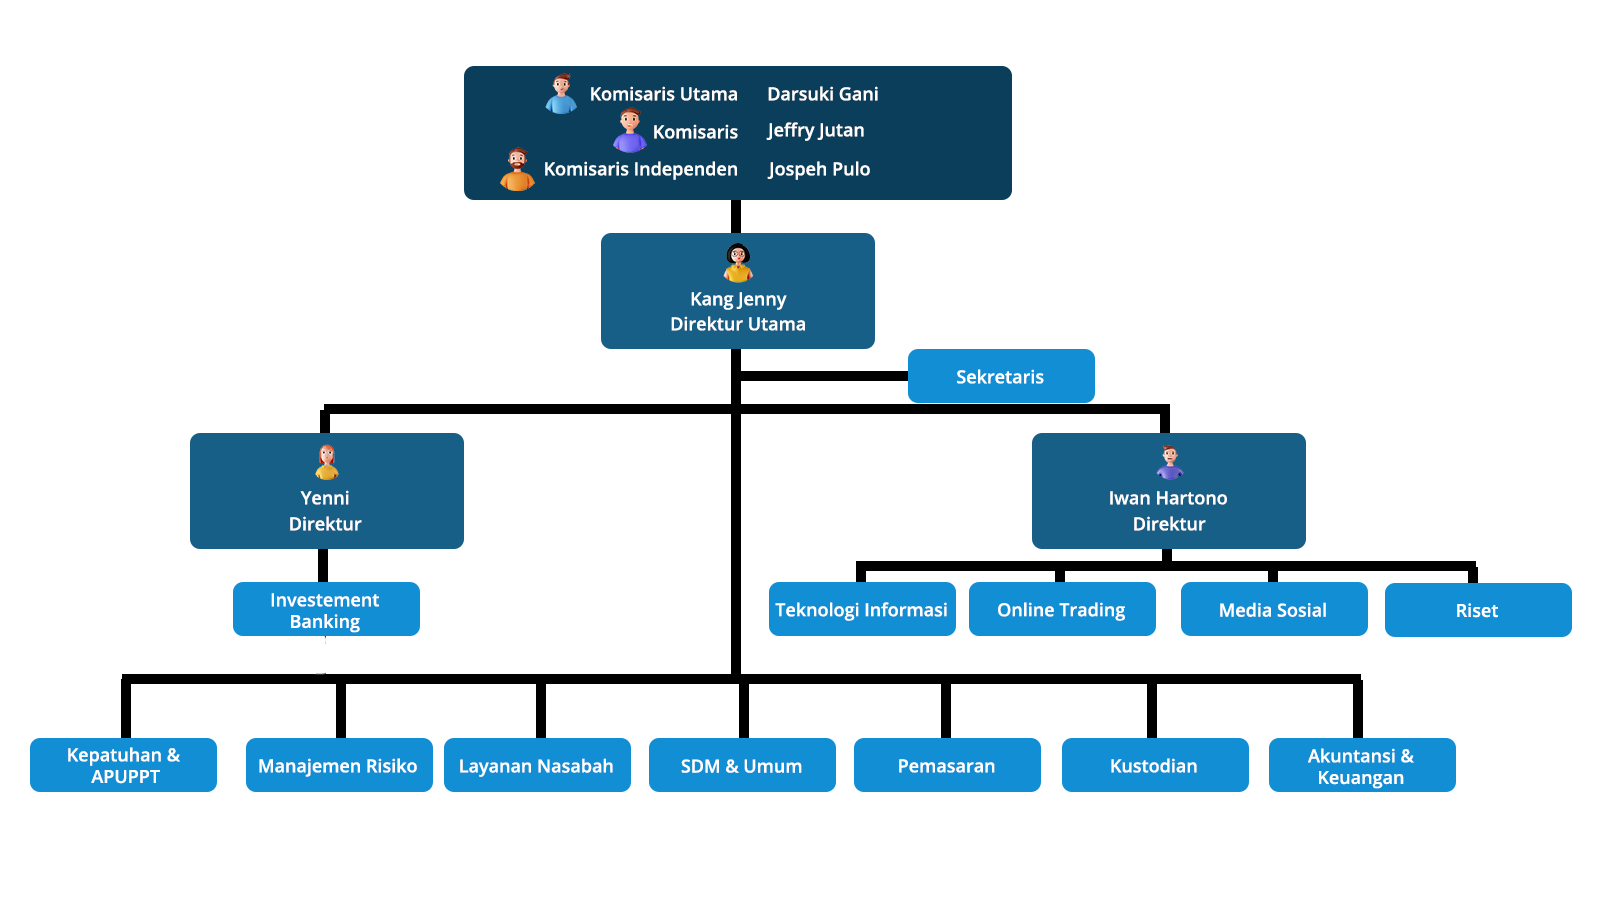 Komisaris Utama Darsuki Gani
Komisaris Jeffry Jutan
Komisaris Independen Jospeh Pulo
Kang Jenny
Direktur Utama
Sekretaris
Yenni
Direktur
Iwan Hartono
Direktur
Investement
Banking
Teknologi Informasi
Online Trading
Media Sosial
Riset
Kepatuhan &
APUPPT
Manajemen Risiko
Layanan Nasabah
SDM & Umum
Pemasaran
Kustodian
Akuntansi &
Keuangan